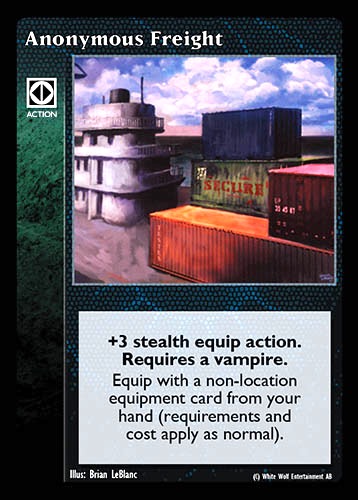 Anonymous Freight
ACTION
SECURE
+3 stealth equip action.
Requires a vampire.
Equip with a non-location
equipment card from your
hand (requirements and
cost apply as normal).
Illus: Brian LeBlanc
(C) White Wolf Entertainment AB